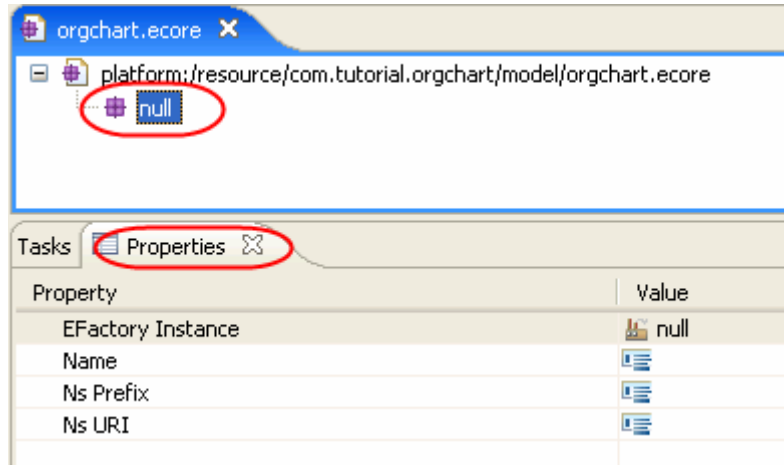 orgchart.ecore
platform:/resource/com.tutorial.orgchart/model/orgchart.ecore
null
Tasks Properties
Property Value
EFactory Instance null
Name
Ns Prefix
Ns URI